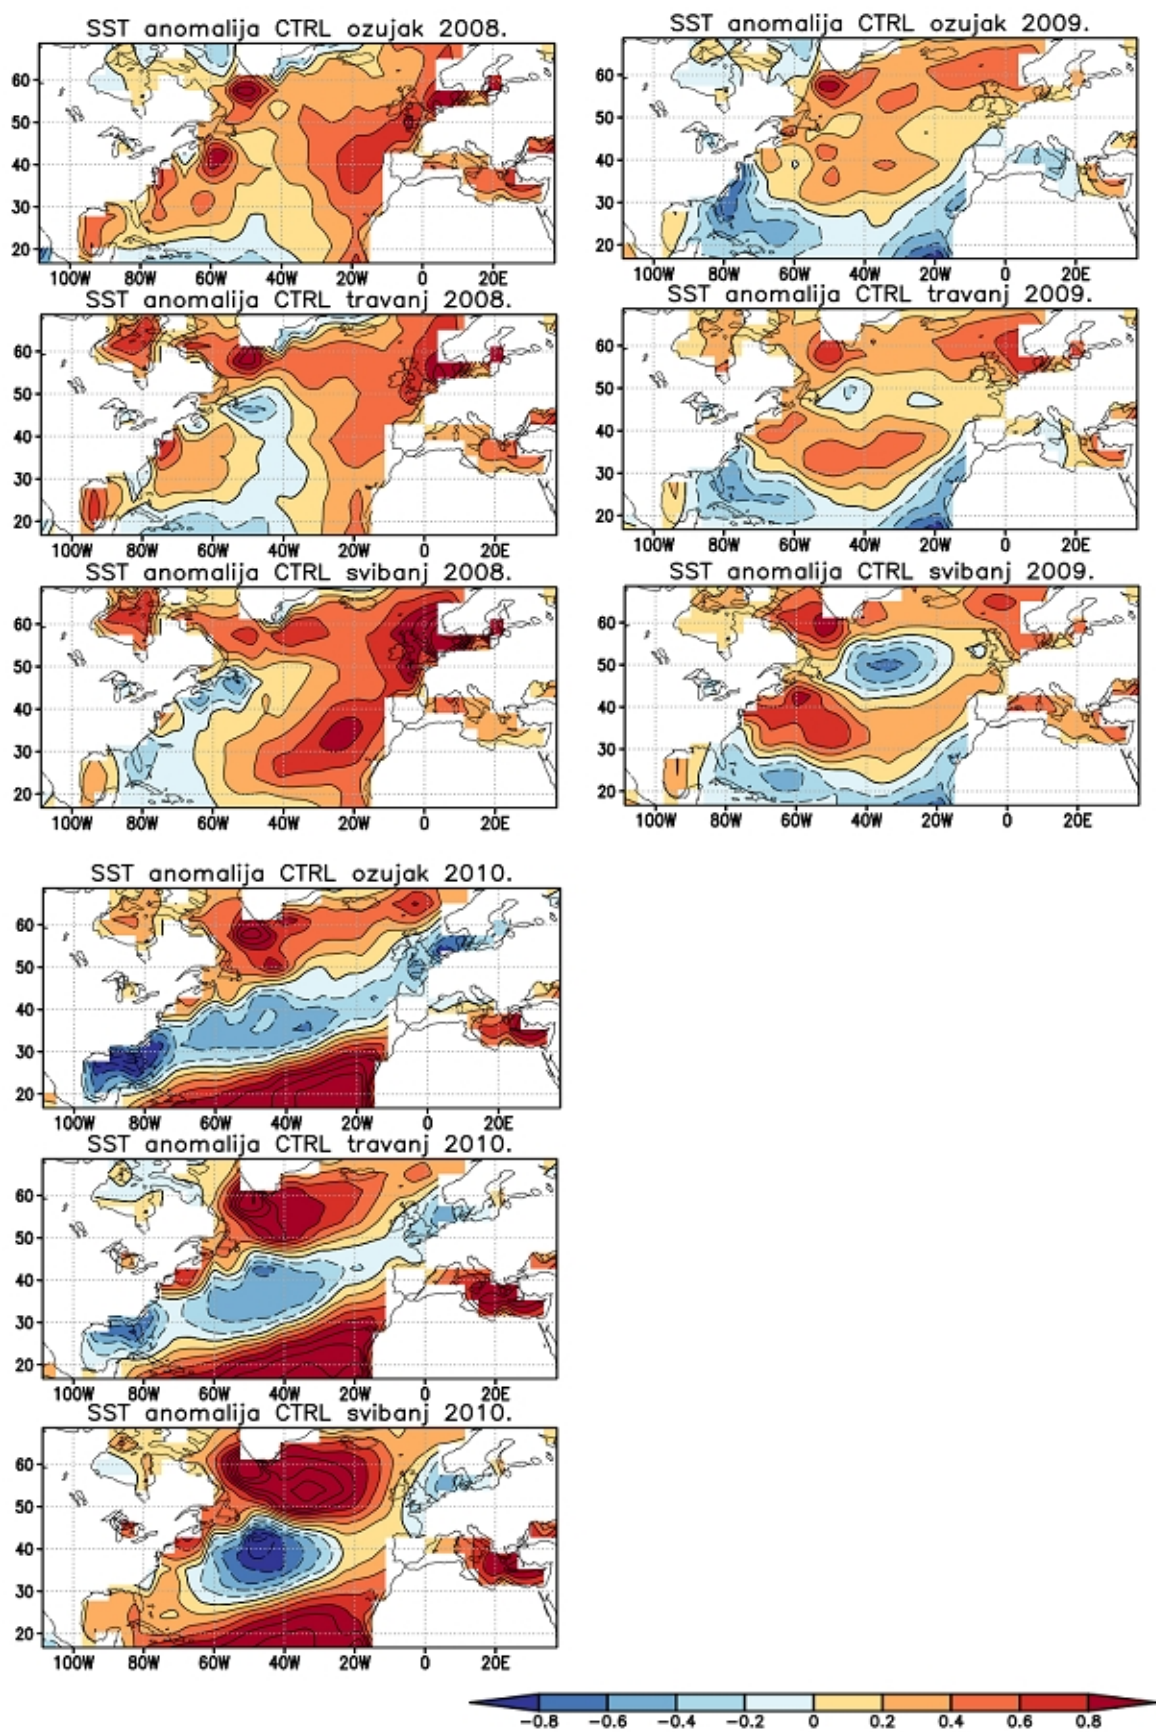 SST anomalija CTRL ozujak 2008.
60
50
40
30
20
100W 80W 60W 40W 20W 0 20E
SST anomalija CTRL ozujak 2009.
60
50
40
30
20
100W 80W 60W 40W 20W 0 20E
SST anomalija CTRL travanj 2008.
60
50
40
30
20
100W 80W 60W 40W 20W 0 20E
SST anomalija CTRL travanj 2009.
60
50
40
30
20
100W 80W 60W 40W 20W 0 20E
SST anomalija CTRL svibanj 2008.
60
50
40
30
20
100W 80W 60W 40W 20W 0 20E
SST anomalija CTRL svibanj 2009.
60
50
40
30
20
100W 80W 60W 40W 20W 0 20E
SST anomalija CTRL ozujak 2010.
60
50
40
30
20
100W 80W 60W 40W 20W 0 20E
SST anomalija CTRL travanj 2010.
60
50
40
30
20
100W 80W 60W 40W 20W 0 20E
SST anomalija CTRL svibanj 2010.
60
50
40
30
20
100W 80W 60W 40W 20W 0 20E
−0.8 −0.6 −0.4 −0.2 0 0.2 0.4 0.6 0.8